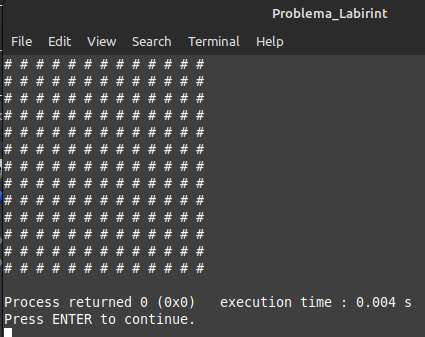 Problema_Labirint
File Edit View Search Terminal Help
# # # # # # # # # # # # #
# # # # # # # # # # # # #
# # # # # # # # # # # # #
# # # # # # # # # # # # #
# # # # # # # # # # # # #
# # # # # # # # # # # # #
# # # # # # # # # # # # #
# # # # # # # # # # # # #
# # # # # # # # # # # # #
# # # # # # # # # # # # #
# # # # # # # # # # # # #
# # # # # # # # # # # # #
# # # # # # # # # # # # #
Process returned 0 (0x0)   execution time : 0.004 s
Press ENTER to continue.